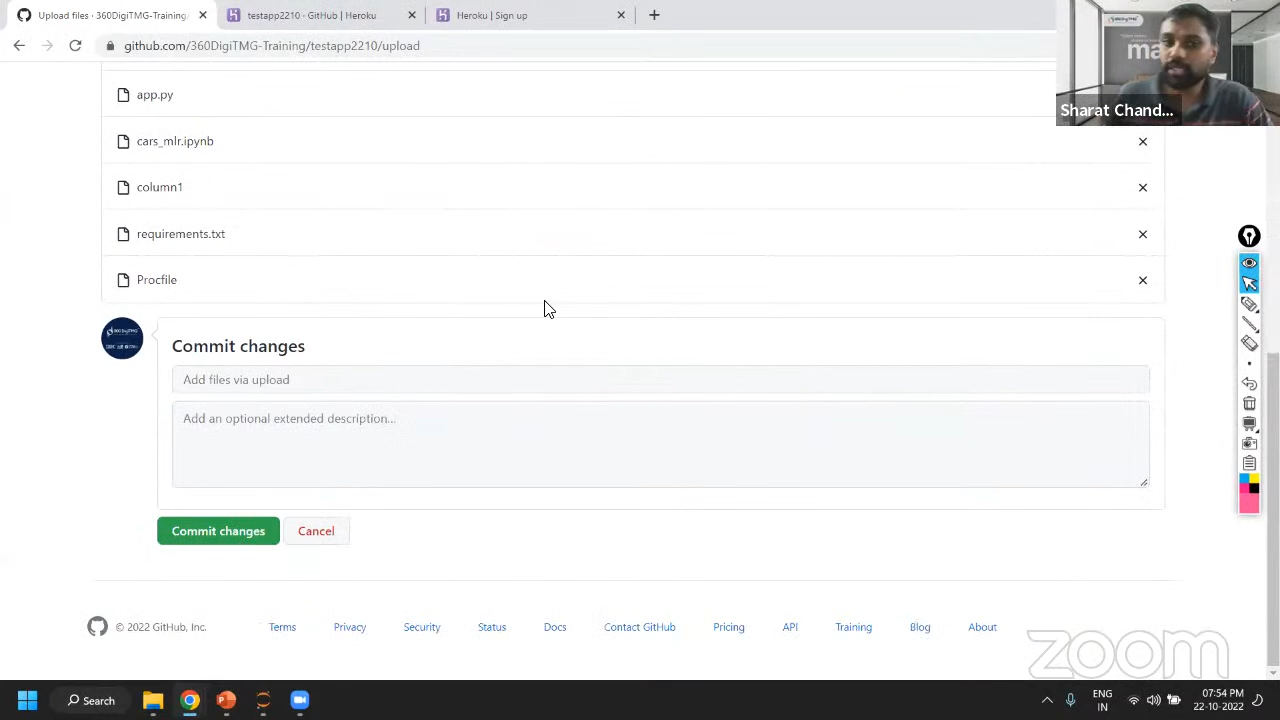 Upload files · 360DigiTMG-Training/
testapp2210 · GitHub | Heroku
Heroku | Sign up
github.com/360DigiTMG-Training/testapp2210/upload
360DigiTMG
ma
Sharat Chand...
app.py
cars_mlr.ipynb
column1
requirements.txt
Procfile
360DigiTMG
Commit changes
Add files via upload
Add an optional extended description...
Commit changes
Cancel
© 2022 GitHub, Inc.
Terms
Privacy
Security
Status
Docs
Contact GitHub
Pricing
API
Training
Blog
About
zoom
Search
ENG
IN
07:54 PM
22-10-2022